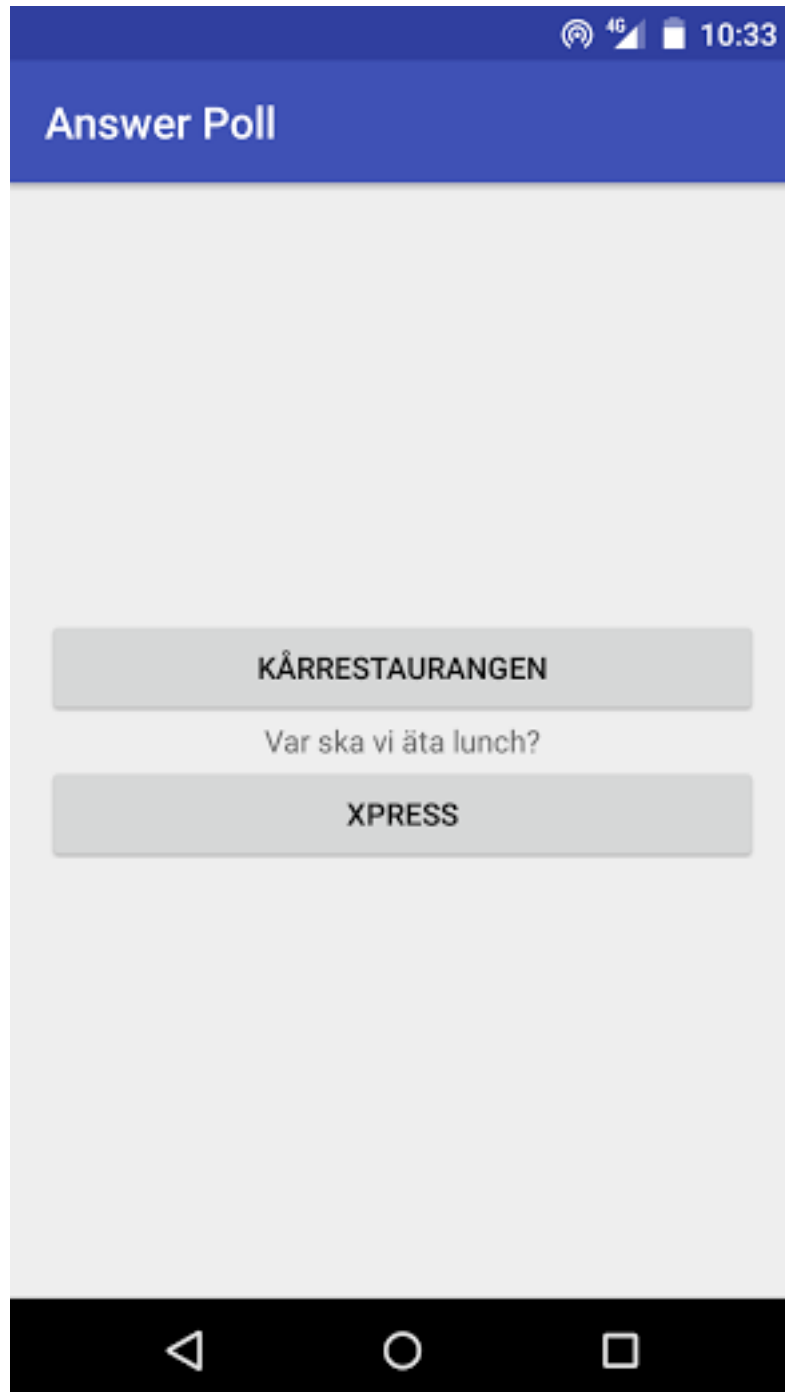 4G 10:33
Answer Poll
KÅRRESTAURANGEN
Var ska vi äta lunch?
XPRESS